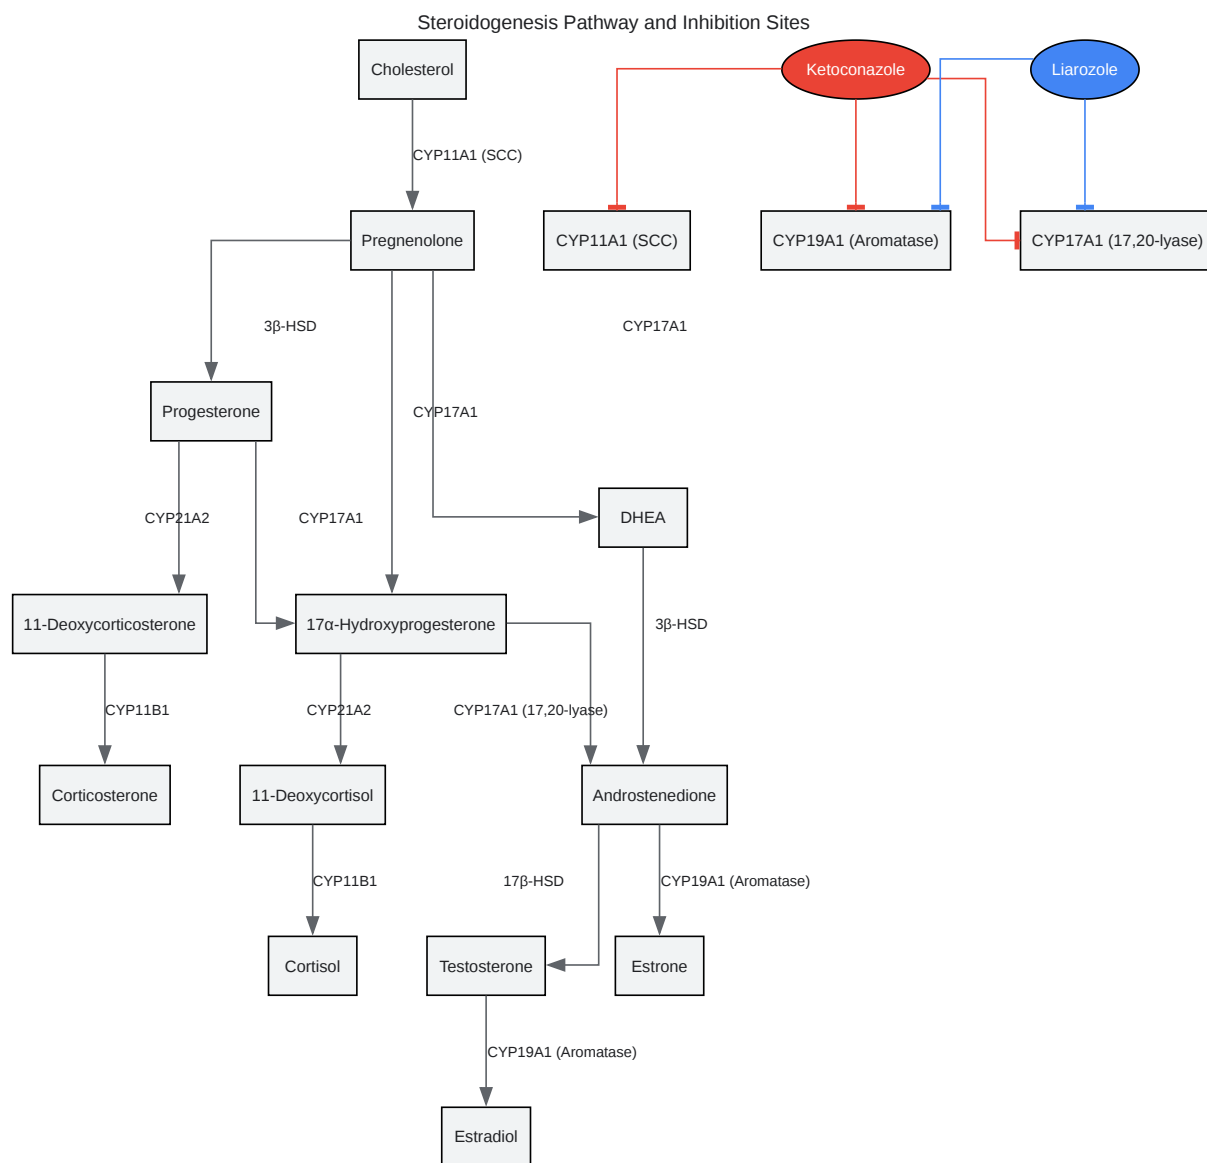 Steroidogenesis Pathway and Inhibition Sites
Cholesterol
Ketoconazole
Liarozole
CYP11A1 (SCC)
Pregnenolone
CYP11A1 (SCC)
CYP19A1 (Aromatase)
CYP17A1 (17,20-lyase)
3β-HSD
CYP17A1
Progesterone
CYP17A1
CYP21A2
CYP17A1
DHEA
11-Deoxycorticosterone
17α-Hydroxyprogesterone
3β-HSD
CYP11B1
CYP21A2
CYP17A1 (17,20-lyase)
Corticosterone
11-Deoxycortisol
Androstenedione
CYP11B1
17β-HSD
CYP19A1 (Aromatase)
Cortisol
Testosterone
Estrone
CYP19A1 (Aromatase)
Estradiol